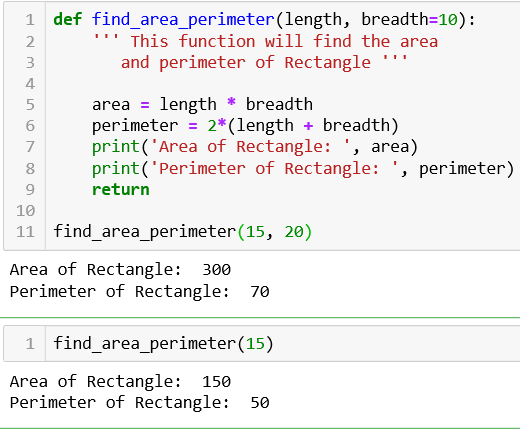 1 def find_area_perimeter(length, breadth=10):
2     ''' This function will find the area
3        and perimeter of Rectangle '''
4
5     area = length * breadth
6     perimeter = 2*(length + breadth)
7     print('Area of Rectangle: ', area)
8     print('Perimeter of Rectangle: ', perimeter)
9     return
10
11 find_area_perimeter(15, 20)
Area of Rectangle:  300
Perimeter of Rectangle:  70
1 find_area_perimeter(15)
Area of Rectangle:  150
Perimeter of Rectangle:  50